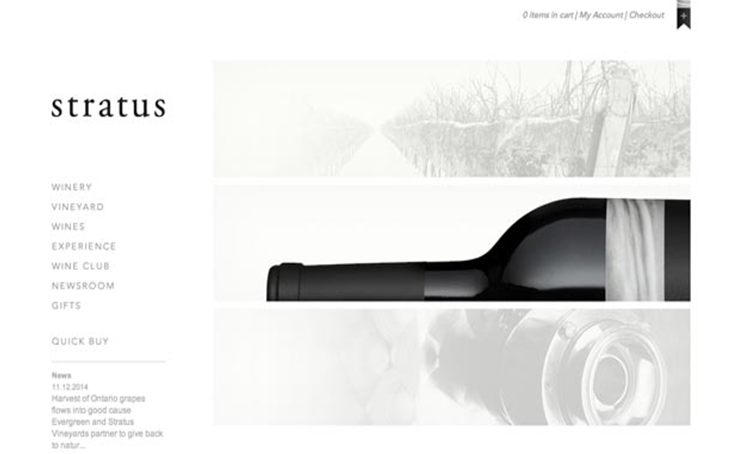 0 items in cart | My Account | Checkout
+
stratus
WINERY
VINEYARD
WINES
EXPERIENCE
WINE CLUB
NEWSROOM
GIFTS
QUICK BUY
News
11.12.2014
Harvest of Ontario grapes
flows into good cause
Evergreen and Stratus
Vineyards partner to give back
to natur...